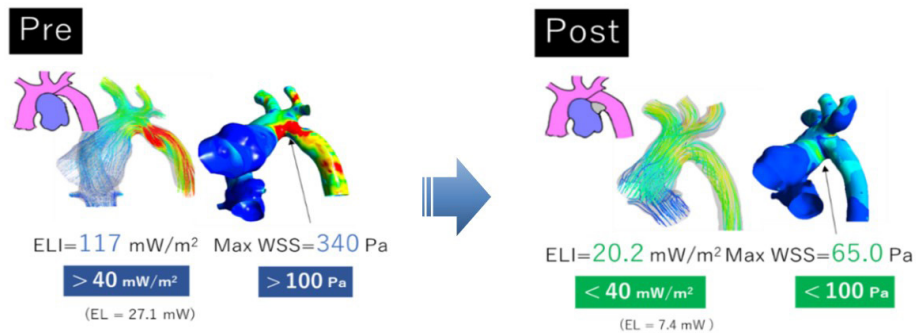 Pre
ELI=117 mW/m² Max WSS=340 Pa
>40 mW/m² >100 Pa
(EL = 27.1 mW)
Post
ELI=20.2 mW/m² Max WSS=65.0 Pa
<40 mW/m² <100 Pa
(EL = 7.4 mW )